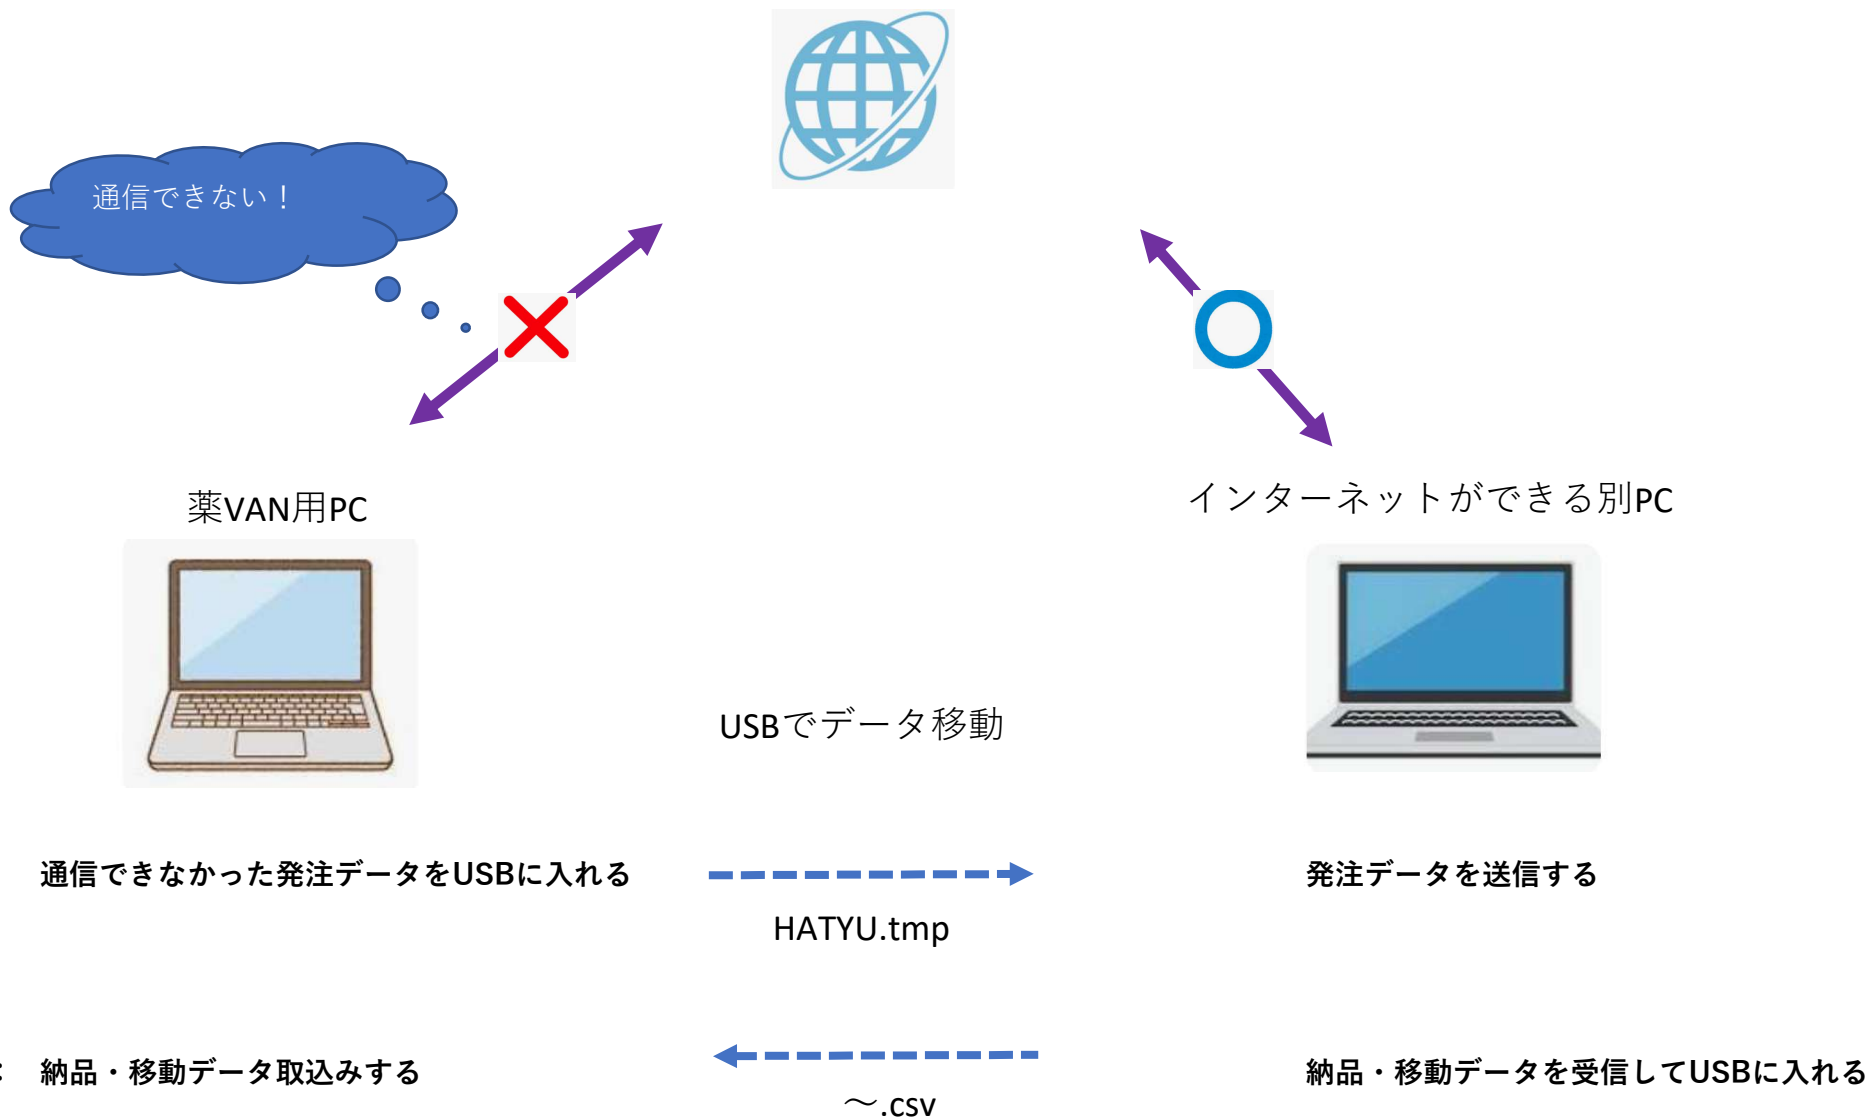 通信できない！
薬VAN用PC
インターネットができる別PC
USBでデータ移動
通信できなかった発注データをUSBに入れる
発注データを送信する
HATYU.tmp
： 納品・移動データ取込みする
納品・移動データを受信してUSBに入れる
～.csv